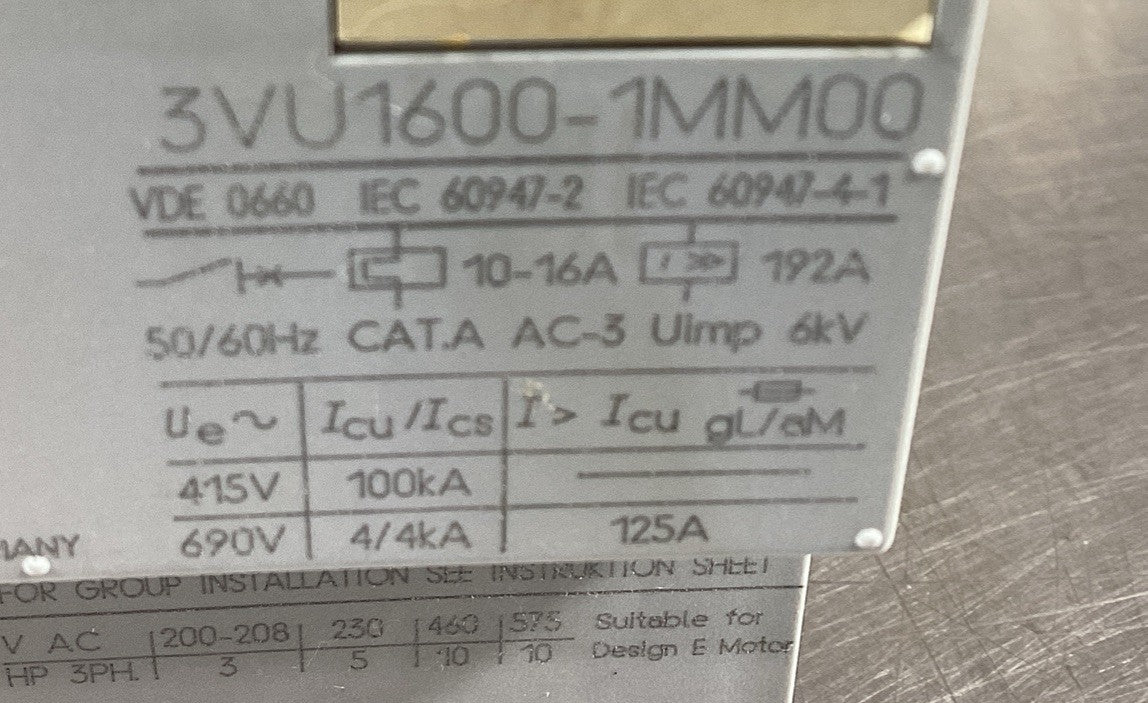 3VU1600-1MM00
VDE 0660 IEC 60947-2 IEC 60947-4-1
10-16A I >> 192A
50/60Hz CAT.A AC-3 Uimp 6kV
Ue~ Icu/Ics I> Icu gL/aM
415V 100kA
690V 4/4kA 125A
MANY
FOR GROUP INSTALLATION SEE INSTRUKTION SHEET
V AC 200-208 230 460 575 Suitable for
HP 3PH. 3 5 10 10 Design E Motor